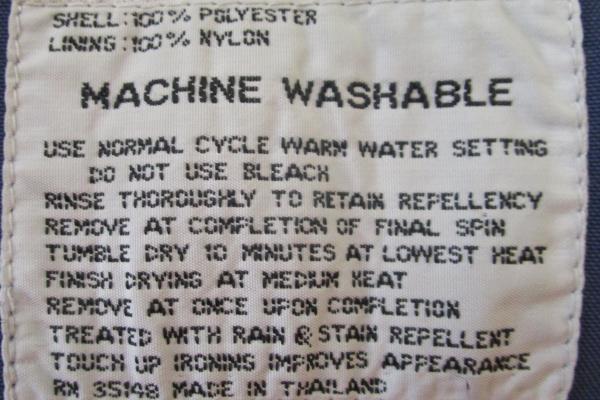 SHELL: 100% POLYESTER
LINING: 100% NYLON
MACHINE WASHABLE
USE NORMAL CYCLE WARM WATER SETTING
DO NOT USE BLEACH
RINSE THOROUGHLY TO RETAIN REPELLENCY
REMOVE AT COMPLETION OF FINAL SPIN
TUMBLE DRY 10 MINUTES AT LOWEST HEAT
FINISH DRYING AT MEDIUM HEAT
REMOVE AT ONCE UPON COMPLETION
TREATED WITH RAIN & STAIN REPELLENT
TOUCH UP IRONING IMPROVES APPEARANCE
RN 35148 MADE IN THAILAND